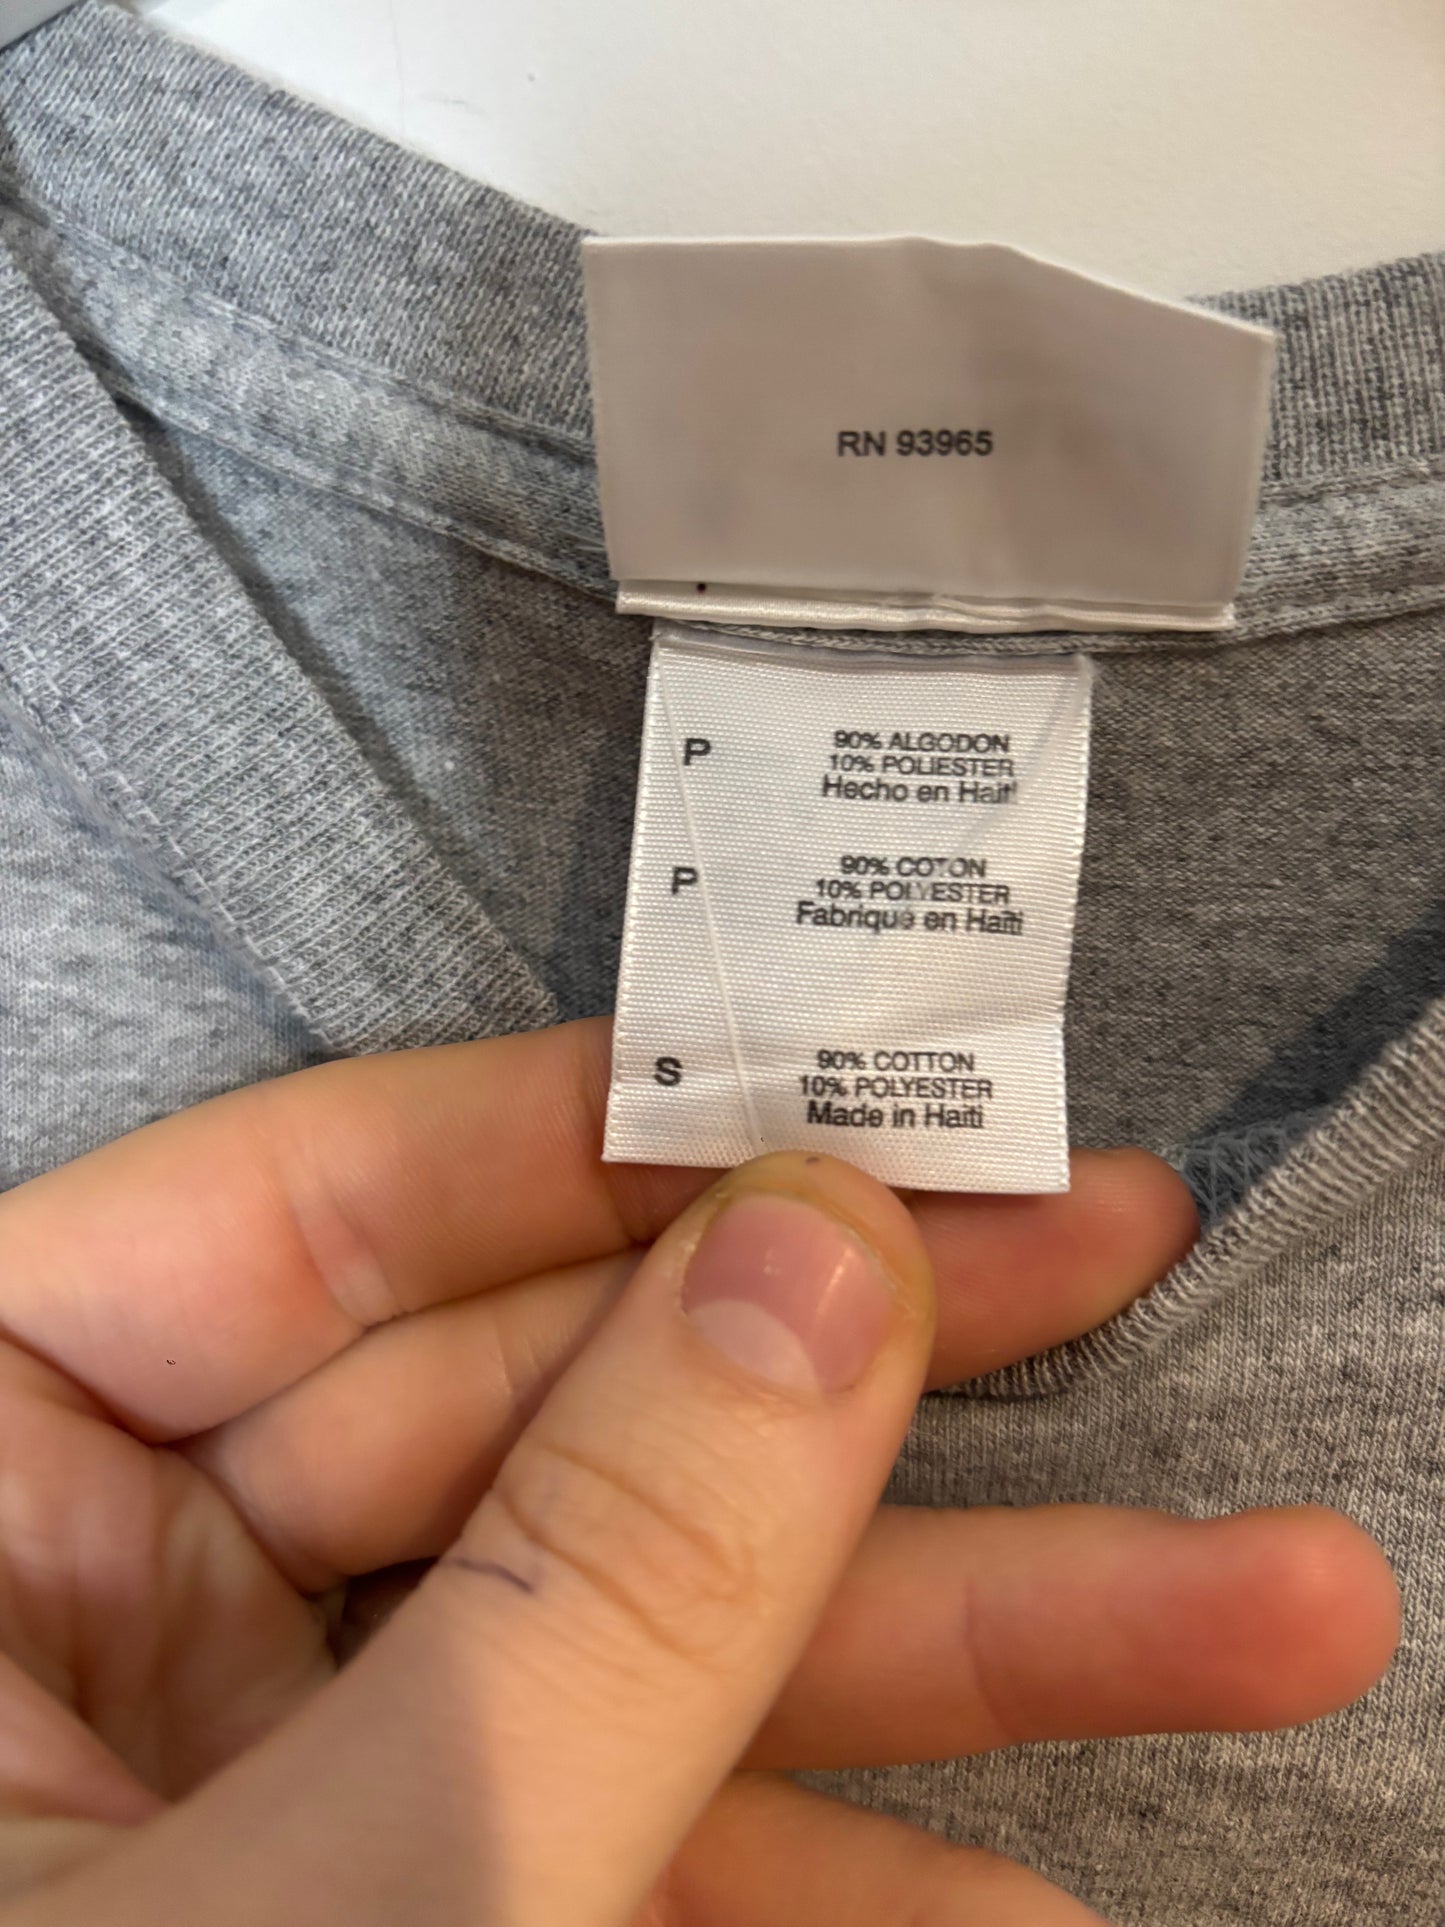 RN 93965
P
90% ALGODON
10% POLIESTER
Hecho en Haiti
P
90% COTON
10% POLYESTER
Fabrique en Haïti
S
90% COTTON
10% POLYESTER
Made in Haiti